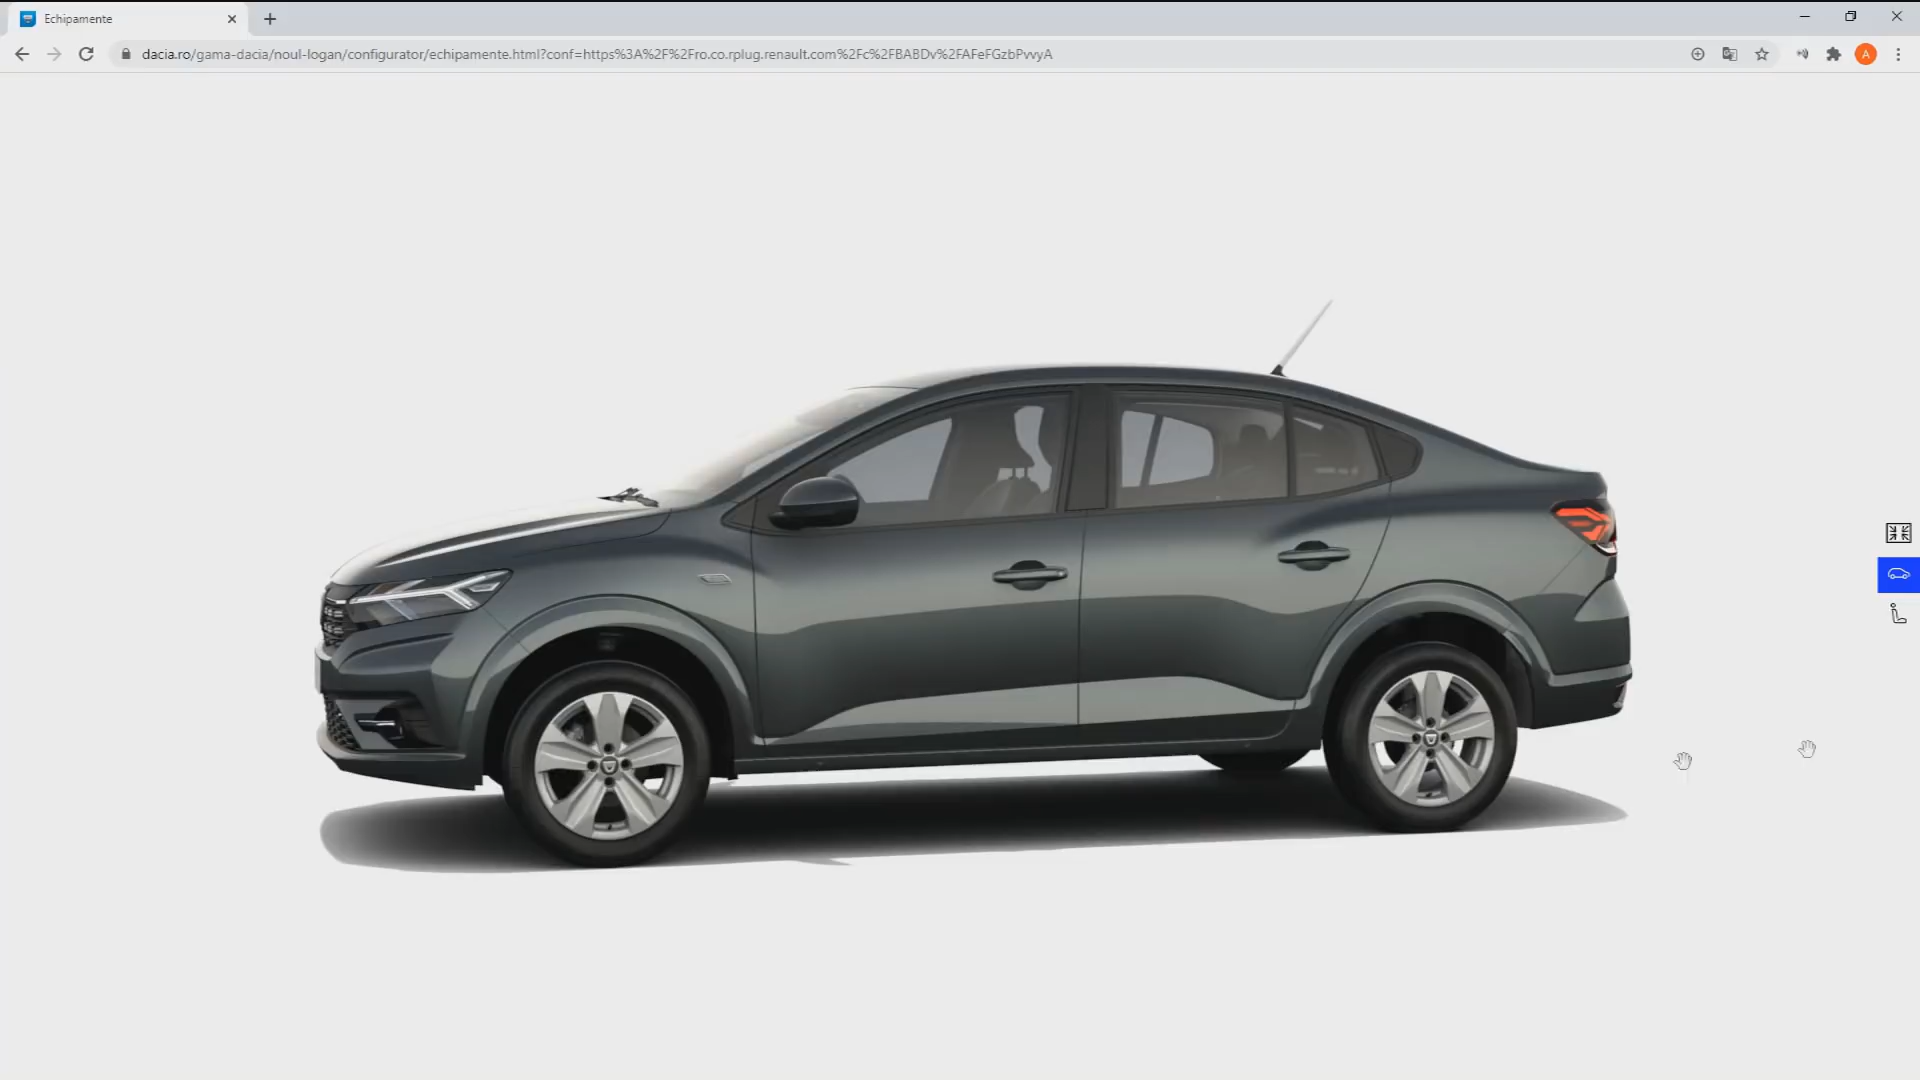 Echipamente
dacia.ro/gama-dacia/noul-logan/configurator/echipamente.html?conf=https%3A%2F%2Fro.co.rplug.renault.com%2Fc%2FBABDv%2FAFeFGzbPvvyA
A